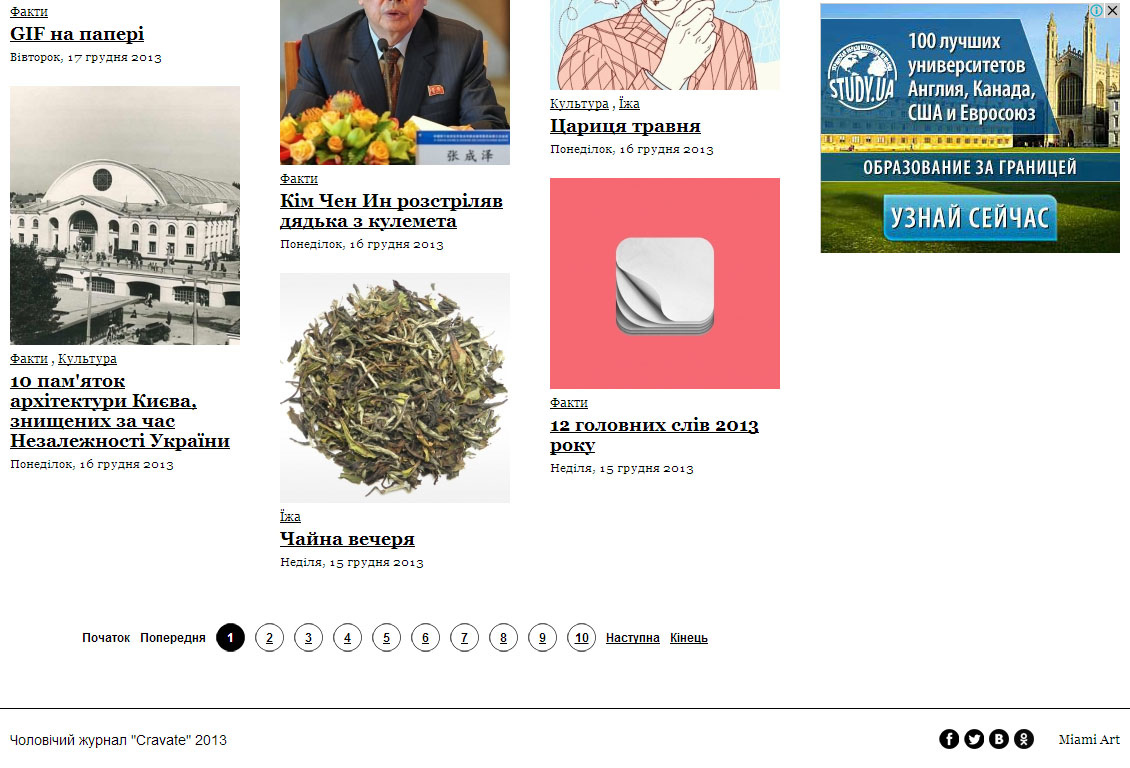 Факти
GIF на папері
Вівторок, 17 грудня 2013
Факти , Культура
10 пам'яток
архітектури Києва,
знищених за час
Незалежності України
Понеділок, 16 грудня 2013
张成泽
Факти
Кім Чен Ин розстріляв
дядька з кулемета
Понеділок, 16 грудня 2013
Їжа
Чайна вечеря
Неділя, 15 грудня 2013
Культура , Їжа
Цариця травня
Понеділок, 16 грудня 2013
Факти
12 головних слів 2013
року
Неділя, 15 грудня 2013
STUDY.UA
100 лучших
университетов
Англия, Канада,
США и Евросоюз
ОБРАЗОВАНИЕ ЗА ГРАНИЦЕЙ
УЗНАЙ СЕЙЧАС
Початок Попередня 1 2 3 4 5 6 7 8 9 10 Наступна Кінець
Чоловічий журнал "Cravate" 2013
Miami Art